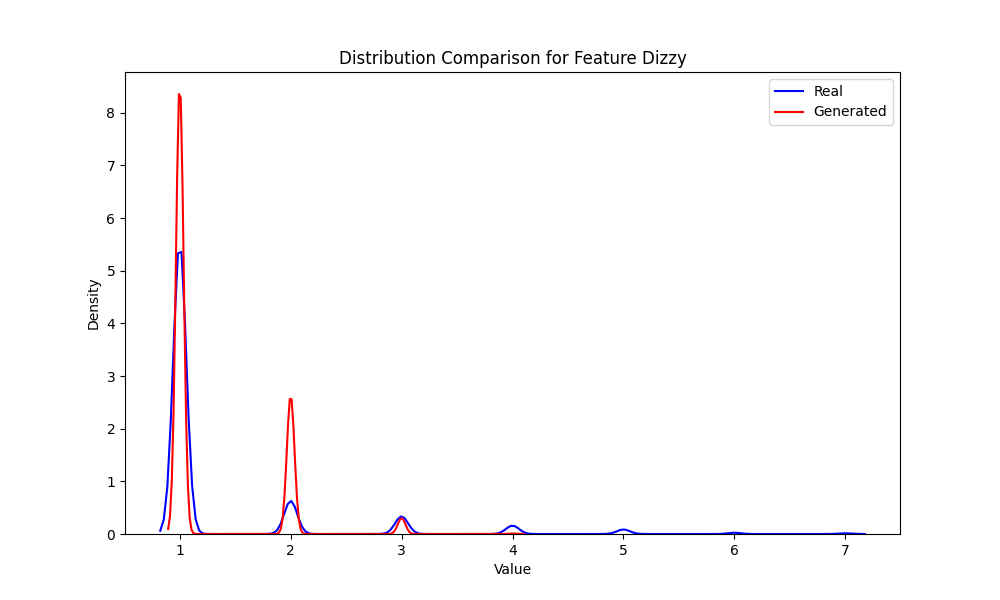 Distribution Comparison for Feature Dizzy
Real
Generated
8
7
6
5
4
3
2
1
0
Density
1 2 3 4 5 6 7
Value